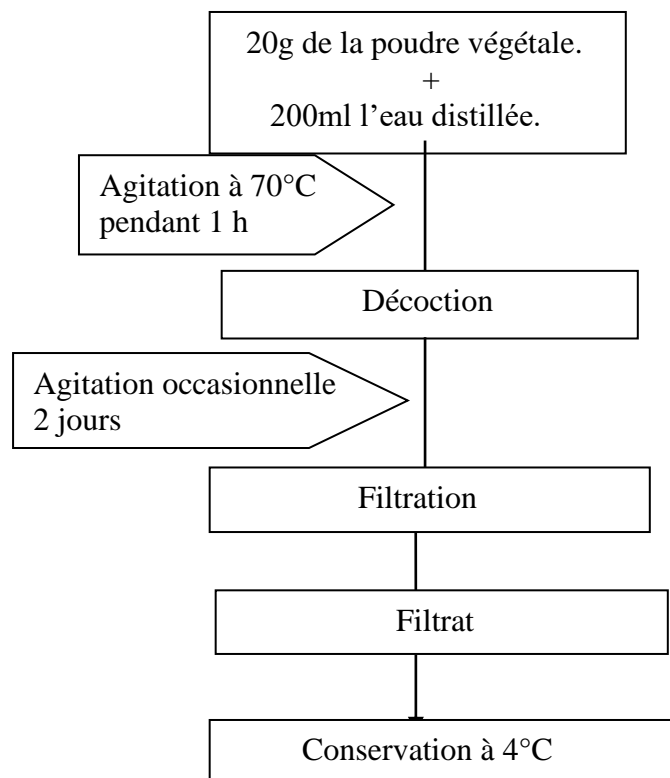 20g de la poudre végétale.
+
200ml l’eau distillée.
Agitation à 70°C
pendant 1 h
Décoction
Agitation occasionnelle
2 jours
Filtration
Filtrat
Conservation à 4°C